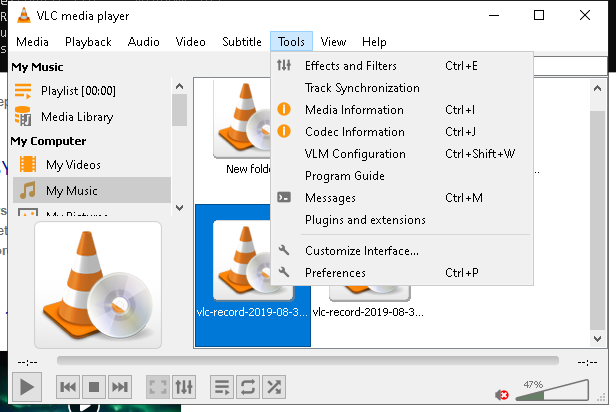 VLC media player
Media Playback Audio Video Subtitle Tools View Help
My Music
Playlist [00:00]
Media Library
My Computer
My Videos
My Music
My Pictures
New folde
vlc-record-2019-08-3...
vlc-record-2019-08-3...
Effects and Filters Ctrl+E
Track Synchronization
Media Information Ctrl+I
Codec Information Ctrl+J
VLM Configuration Ctrl+Shift+W
Program Guide
Messages Ctrl+M
Plugins and extensions
Customize Interface...
Preferences Ctrl+P
--:-- --:--
47%